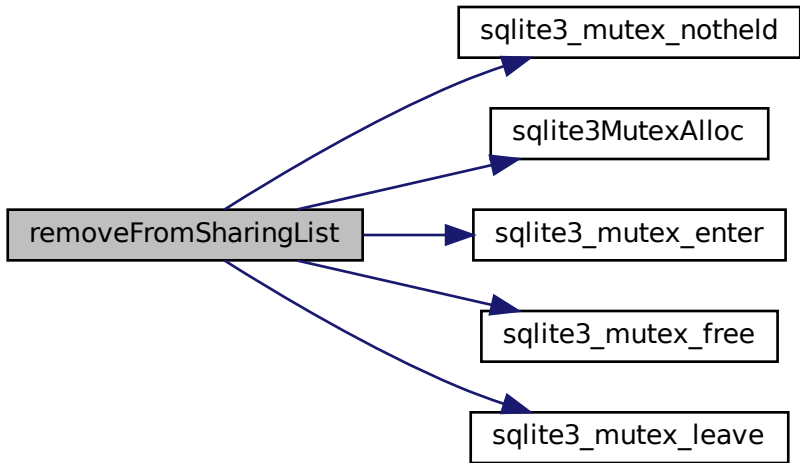 sqlite3_mutex_notheld
sqlite3MutexAlloc
removeFromSharingList
sqlite3_mutex_enter
sqlite3_mutex_free
sqlite3_mutex_leave